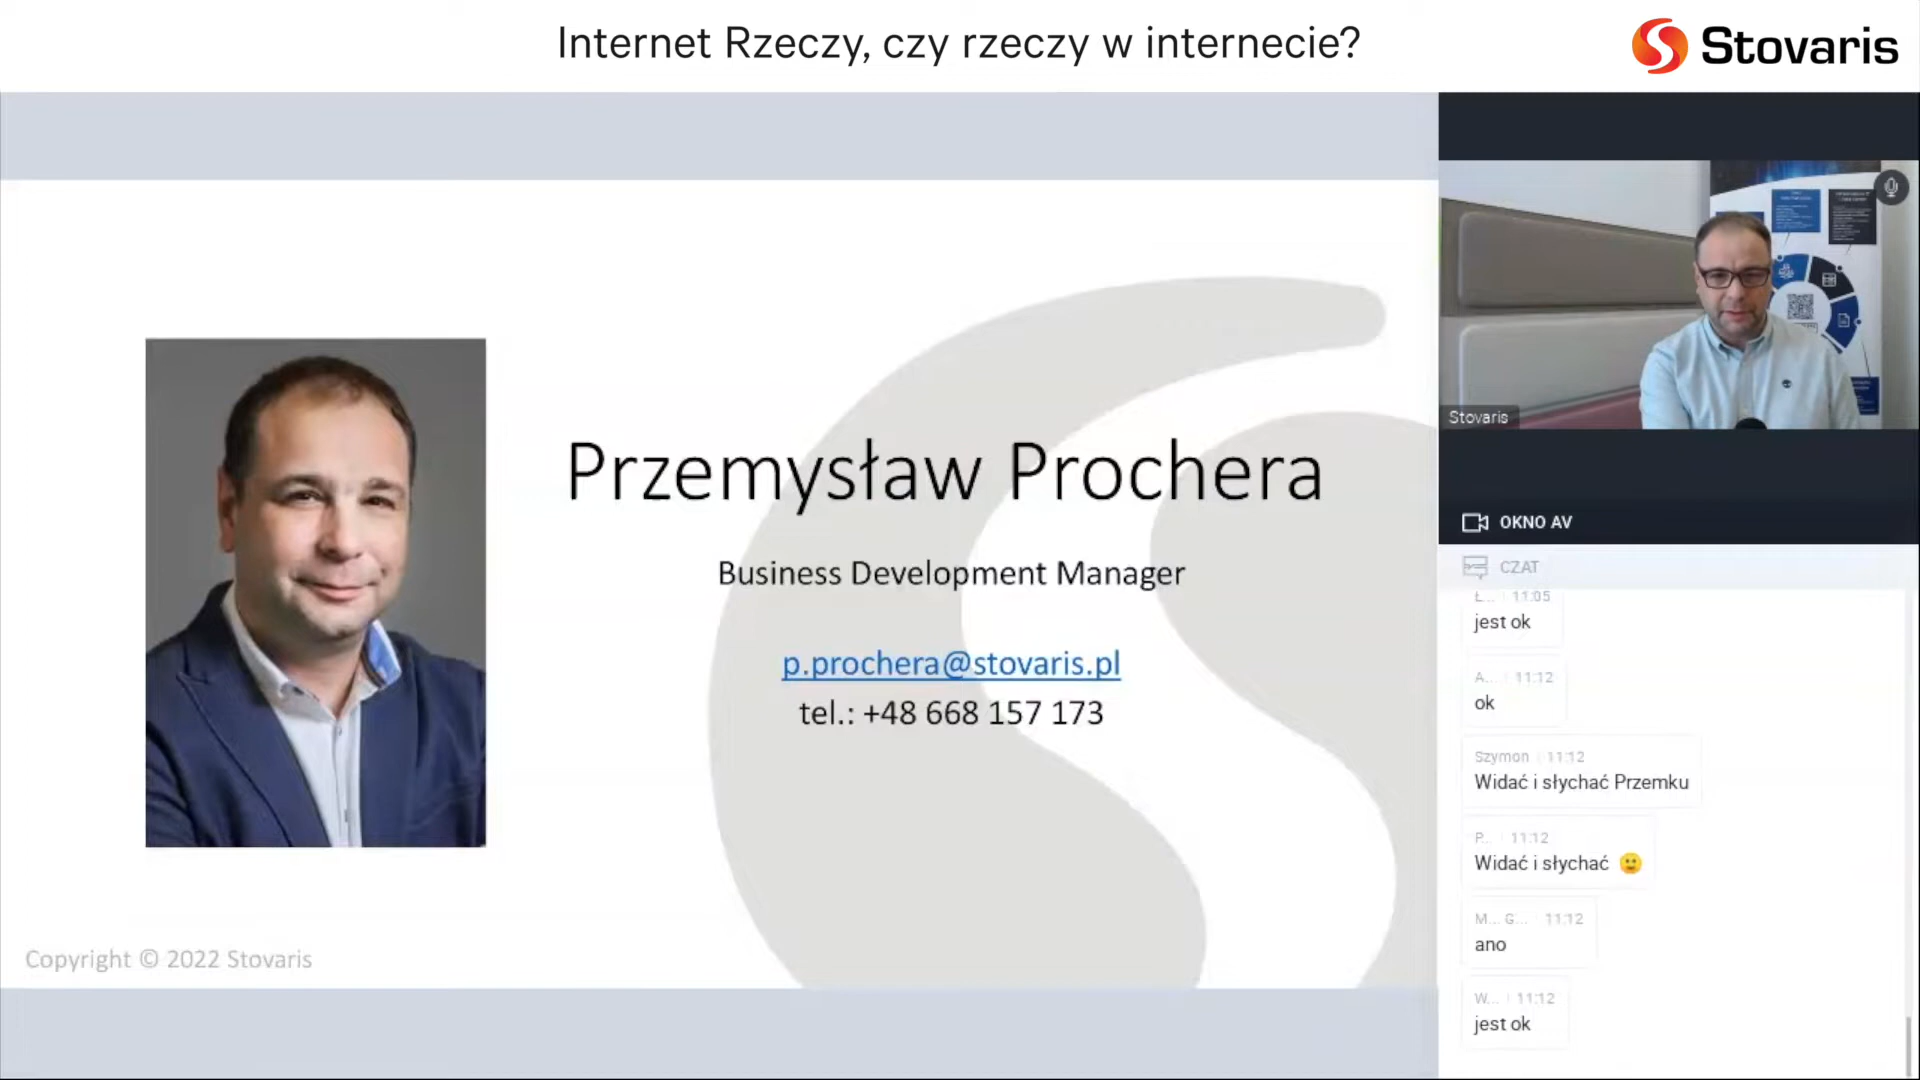 Internet Rzeczy, czy rzeczy w internecie?
Stovaris
Przemysław Prochera
Business Development Manager
p.prochera@stovaris.pl
tel.: +48 668 157 173
Copyright © 2022 Stovaris
Stovaris
OKNO AV
CZAT
Ł... 11:05
jest ok
A... 11:12
ok
Szymon 11:12
Widać i słychać Przemku
P... 11:12
Widać i słychać 🙂
M... G... 11:12
ano
W... 11:12
jest ok